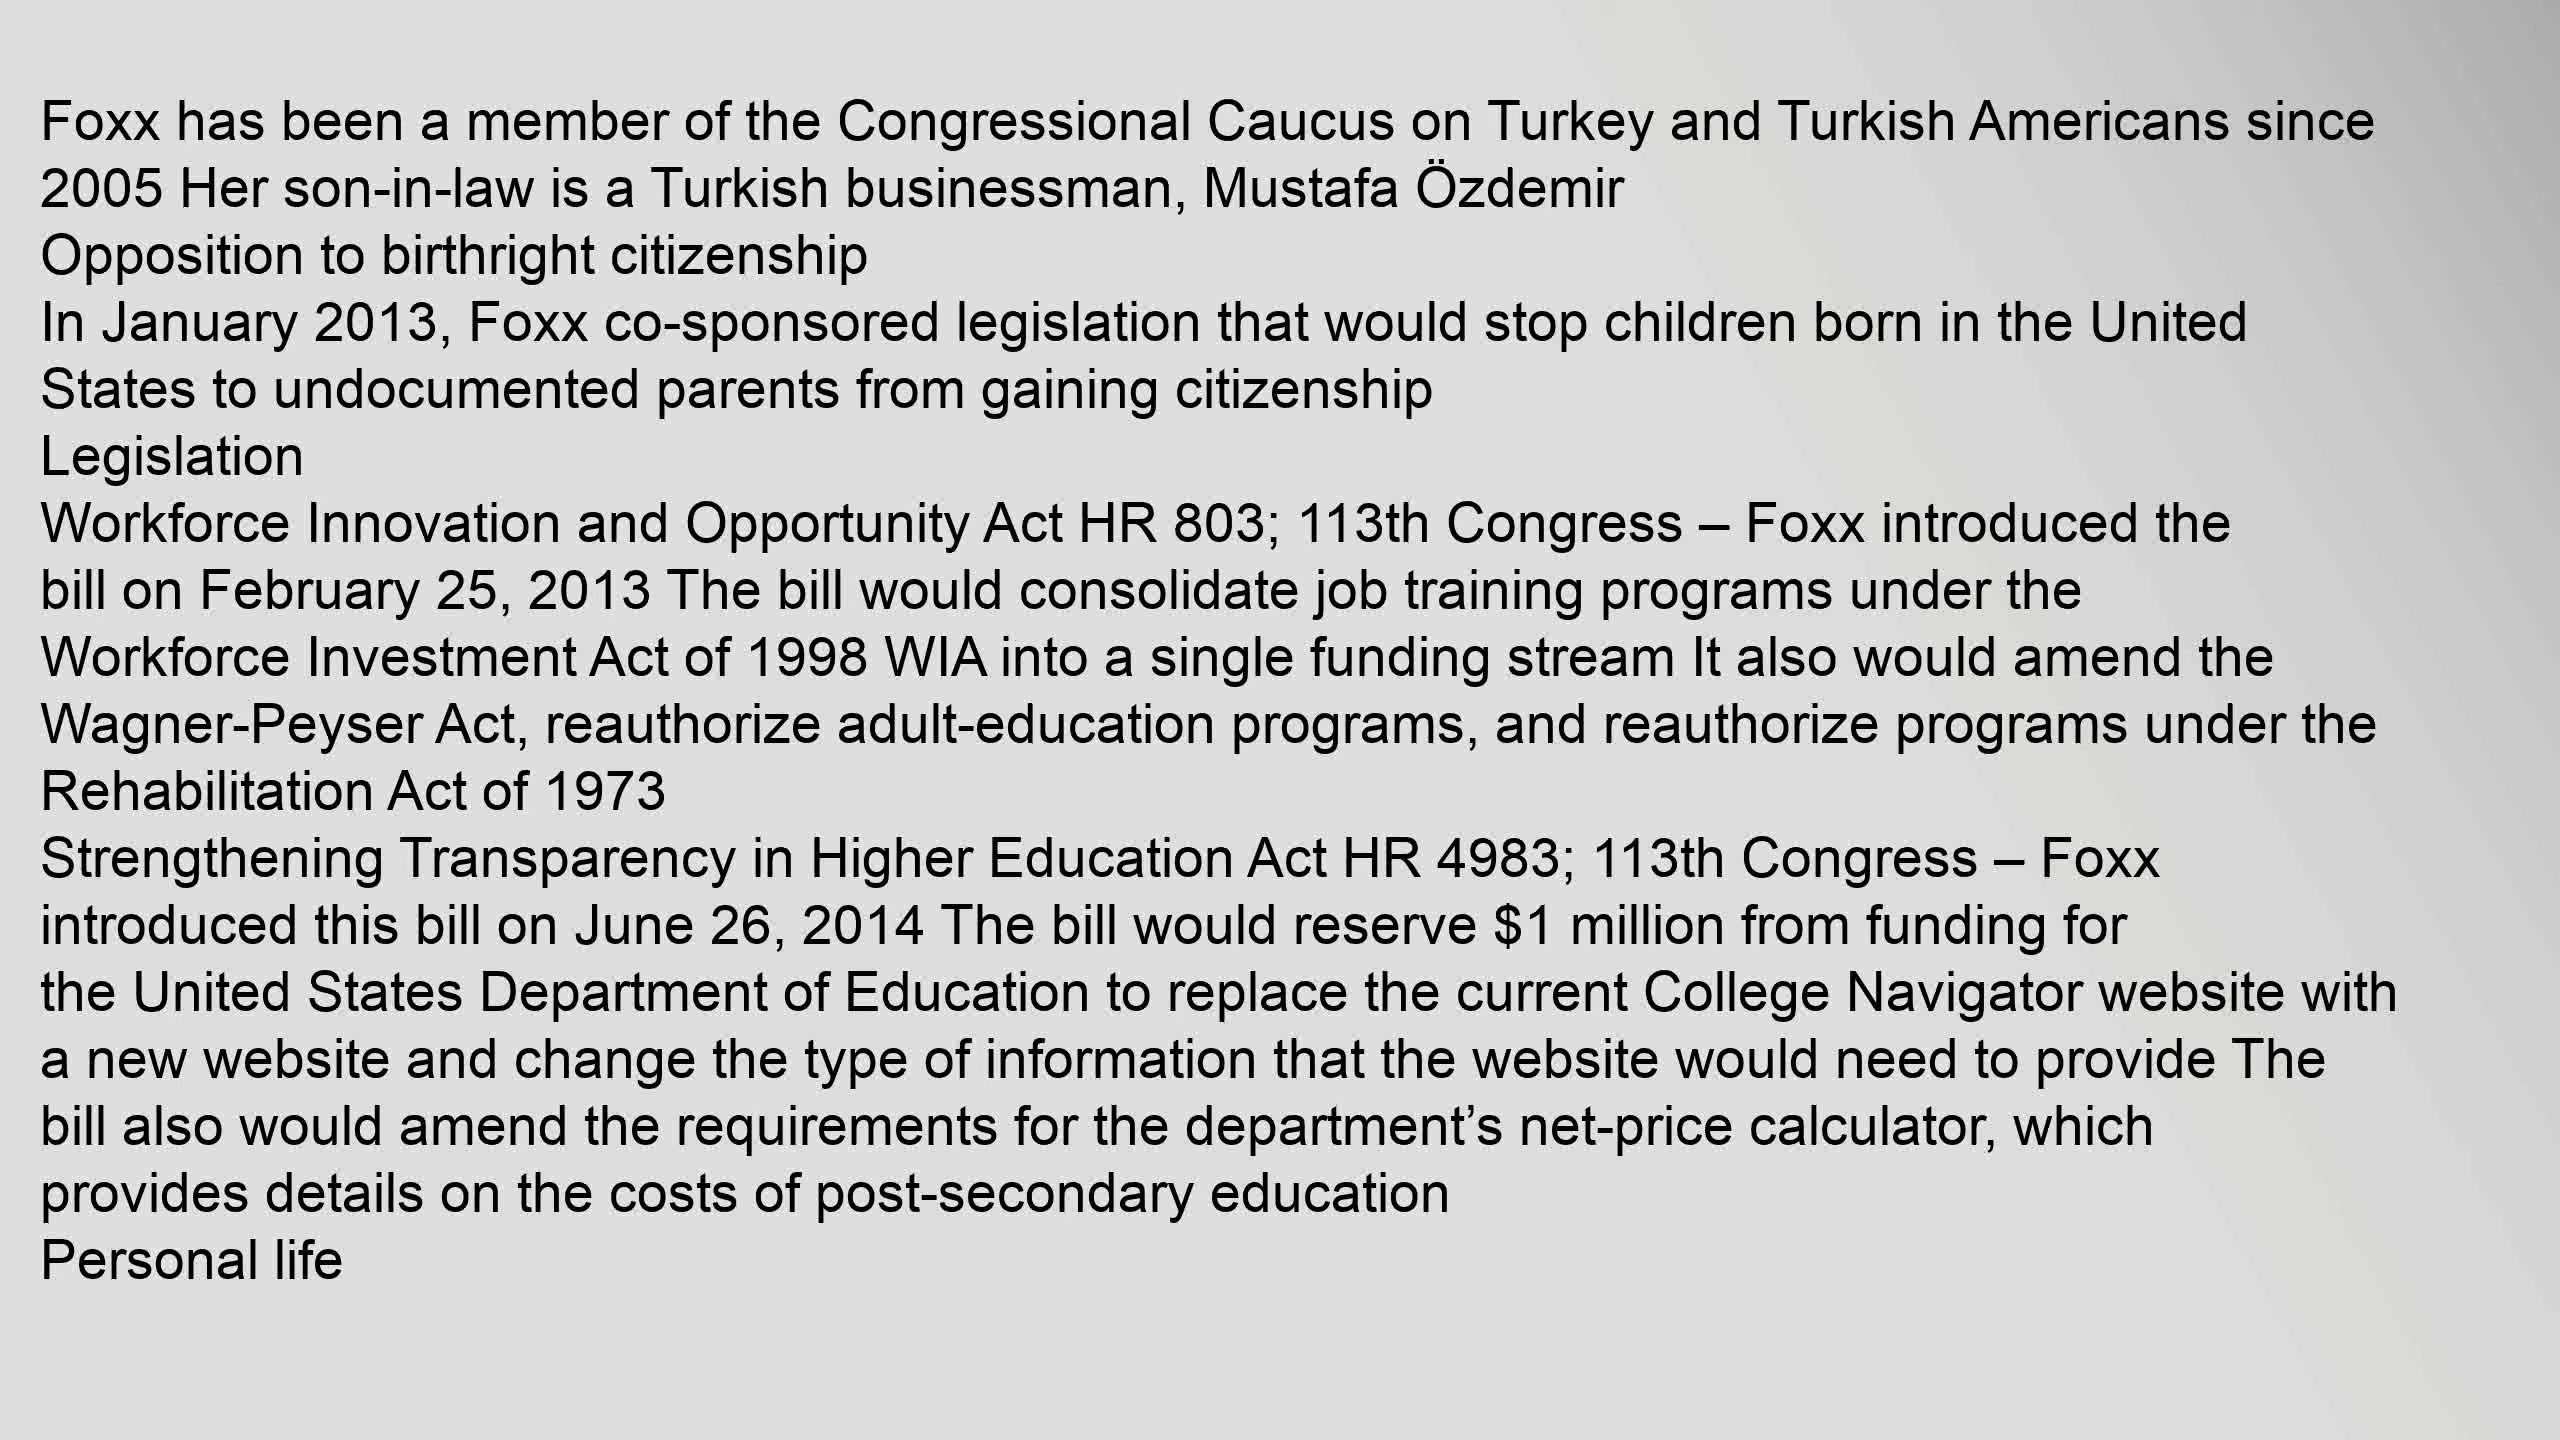 Foxx has been a member of the Congressional Caucus on Turkey and Turkish Americans since
2005 Her son-in-law is a Turkish businessman, Mustafa Özdemir
Opposition to birthright citizenship
In January 2013, Foxx co-sponsored legislation that would stop children born in the United
States to undocumented parents from gaining citizenship
Legislation
Workforce Innovation and Opportunity Act HR 803; 113th Congress – Foxx introduced the
bill on February 25, 2013 The bill would consolidate job training programs under the
Workforce Investment Act of 1998 WIA into a single funding stream It also would amend the
Wagner-Peyser Act, reauthorize adult-education programs, and reauthorize programs under the
Rehabilitation Act of 1973
Strengthening Transparency in Higher Education Act HR 4983; 113th Congress – Foxx
introduced this bill on June 26, 2014 The bill would reserve $1 million from funding for
the United States Department of Education to replace the current College Navigator website with
a new website and change the type of information that the website would need to provide The
bill also would amend the requirements for the department’s net-price calculator, which
provides details on the costs of post-secondary education
Personal life